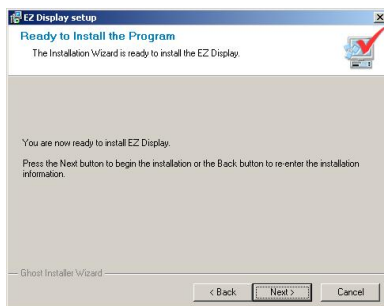 EZ Display setup
Ready to Install the Program
The Installation Wizard is ready to install the EZ Display.
You are now ready to install EZ Display.
Press the Next button to begin the installation or the Back button to re-enter the installation
information.
Ghost Installer Wizard
< Back Next > Cancel